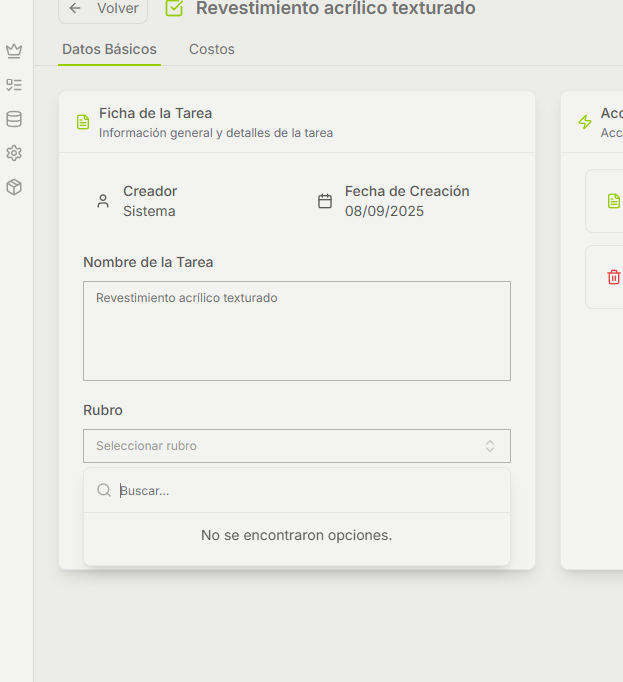 Volver
Revestimiento acrílico texturado
Datos Básicos
Costos
Ficha de la Tarea
Información general y detalles de la tarea
Acc
Acc
Creador
Sistema
Fecha de Creación
08/09/2025
Nombre de la Tarea
Revestimiento acrílico texturado
Rubro
Seleccionar rubro
Buscar...
No se encontraron opciones.